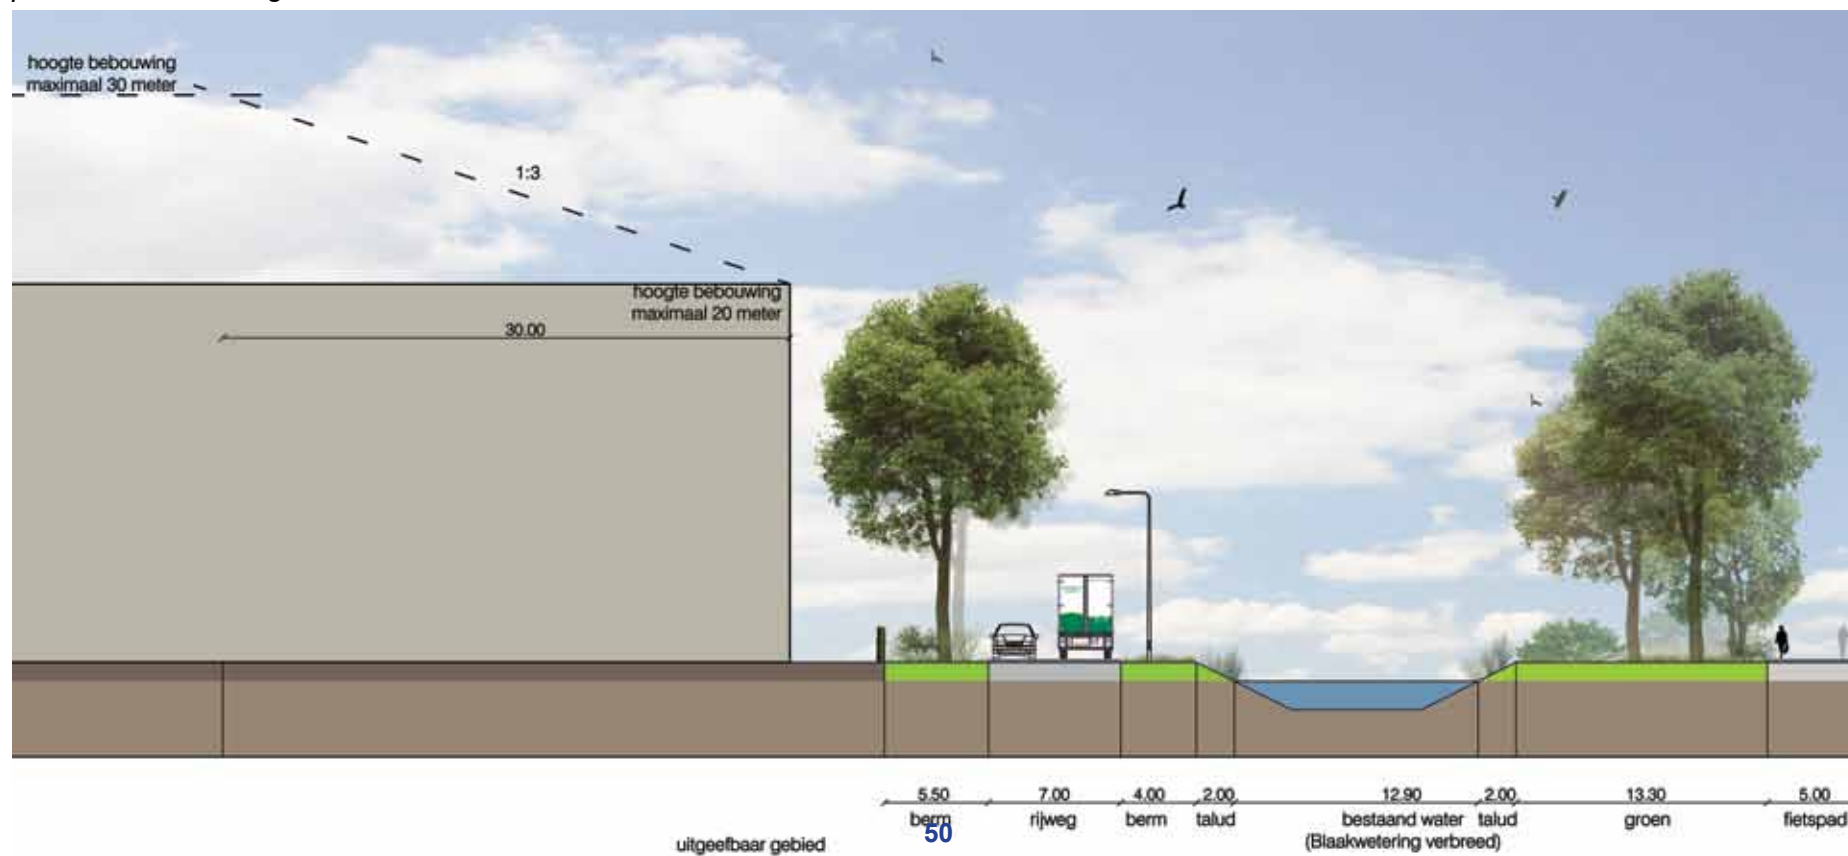 hoogte bebouwing
maximaal 30 meter
1:3
hoogte bebouwing
maximaal 20 meter
30.00
5.50 7.00 4.00 2.00 12.90 2.00 13.30 5.00
berm rijweg berm talud bestaand water talud groen fietspad
(Blaakwetering verbreed)
50
uitgeefbaar gebied